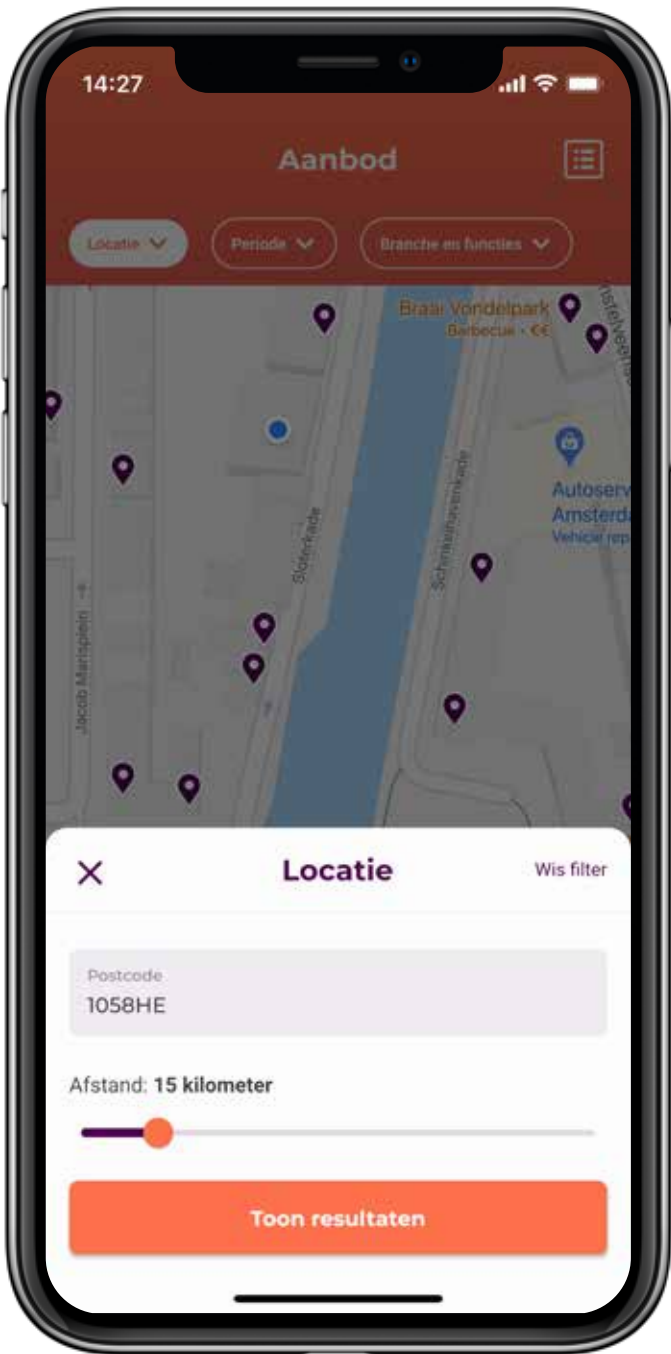 14:27
Aanbod
Locatie
Periode
Branche en functies
Braai Vondelpark
Barbecue - €€
Autoserv
Amsterda
Vehicle rep
Sloterkade
Schinkelhavenkade
Jacob Marisplein
Locatie
Wis filter
Postcode
1058HE
Afstand: 15 kilometer
Toon resultaten